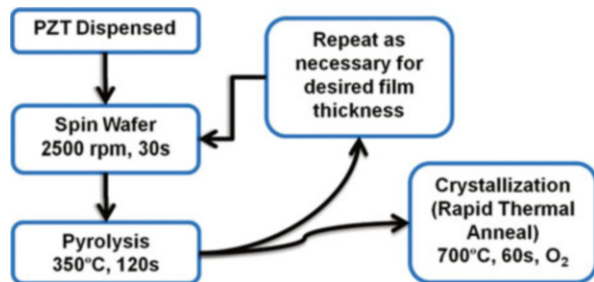 PZT Dispensed
Spin Wafer
2500 rpm, 30s
Pyrolysis
350°C, 120s
Repeat as
necessary for
desired film
thickness
Crystallization
(Rapid Thermal
Anneal)
700°C, 60s, O₂